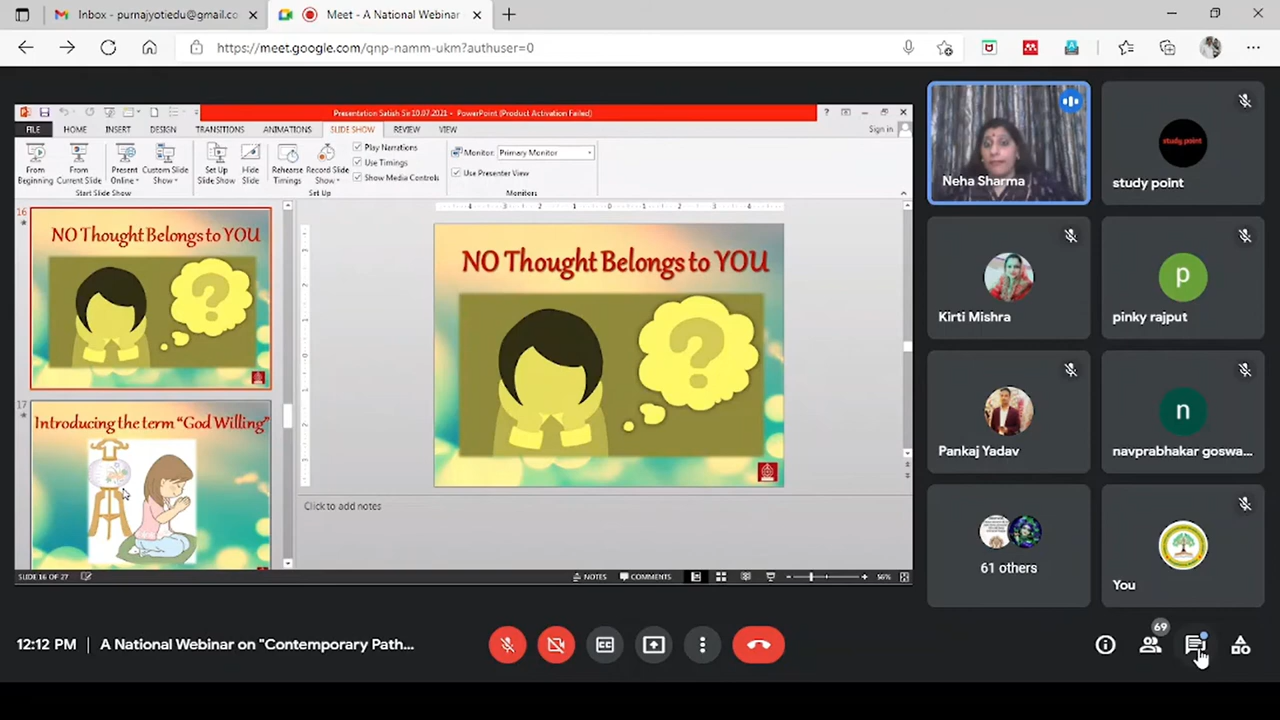 Inbox - purnajyotiedu@gmail.co
Meet - A National Webinar
https://meet.google.com/qnp-namm-ukm?authuser=0
Presentation Satish Sir 10.07.2021 - PowerPoint (Product Activation Failed)
FILE HOME INSERT DESIGN TRANSITIONS ANIMATIONS SLIDE SHOW REVIEW VIEW Sign in
From Beginning
From Current Slide
Present Online
Custom Slide Show
Set Up Slide Show
Hide Slide
Rehearse Timings
Record Slide Show
Play Narrations
Use Timings
Show Media Controls
Monitor: Primary Monitor
Use Presenter View
Start Slide Show
Set Up
Monitors
16
NO Thought Belongs to YOU
17
Introducing the term “God Willing”
NO Thought Belongs to YOU
Click to add notes
SLIDE 16 OF 27
NOTES COMMENTS 56%
Neha Sharma
study point
study point
Kirti Mishra
p
pinky rajput
Pankaj Yadav
n
navprabhakar goswa...
61 others
You
12:12 PM | A National Webinar on "Contemporary Path...
CC
69